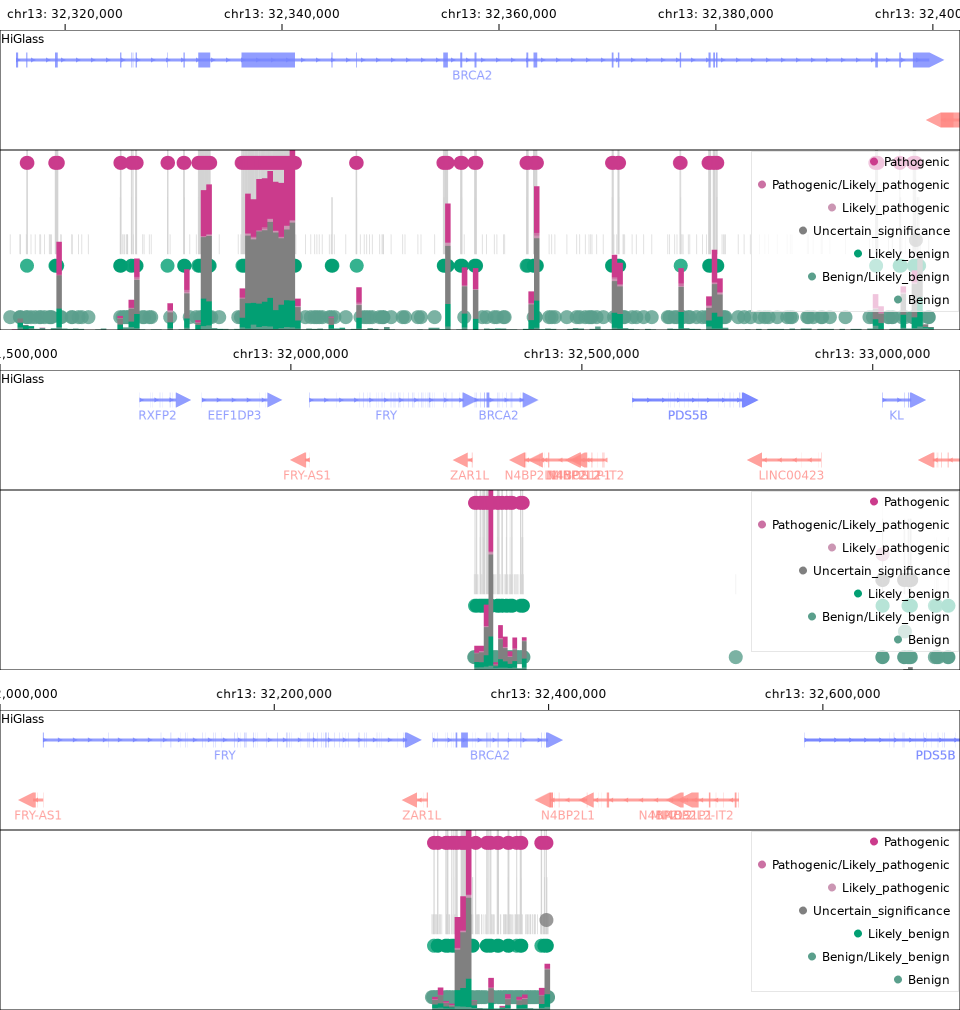 chr13: 32,320,000 chr13: 32,340,000 chr13: 32,360,000 chr13: 32,380,000 chr13: 32,400
HiGlass
BRCA2
Pathogenic
Pathogenic/Likely_pathogenic
Likely_pathogenic
Uncertain_significance
Likely_benign
Benign/Likely_benign
Benign
,500,000 chr13: 32,000,000 chr13: 32,500,000 chr13: 33,000,000
HiGlass
RXFP2 EEF1DP3 FRY BRCA2 PDS5B KL
FRY-AS1 ZAR1L LINC00423
Pathogenic
Pathogenic/Likely_pathogenic
Likely_pathogenic
Uncertain_significance
Likely_benign
Benign/Likely_benign
Benign
:,000,000 chr13: 32,200,000 chr13: 32,400,000 chr13: 32,600,000
HiGlass
FRY BRCA2 PDS5B
FRY-AS1 ZAR1L N4BP2L1
Pathogenic
Pathogenic/Likely_pathogenic
Likely_pathogenic
Uncertain_significance
Likely_benign
Benign/Likely_benign
Benign